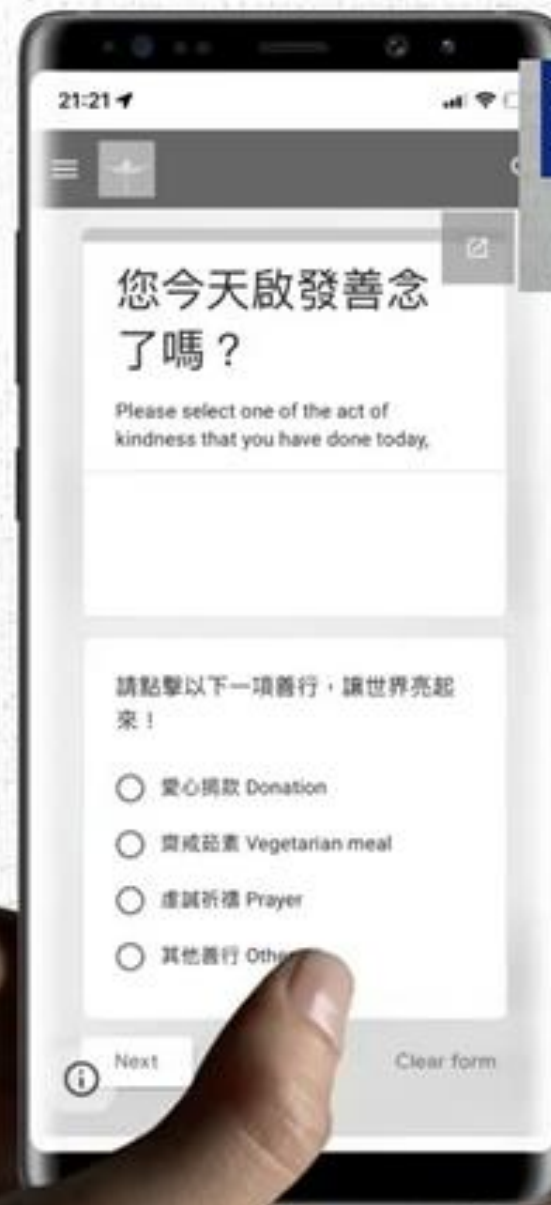 21:21
您今天啟發善念
了嗎？
Please select one of the act of
kindness that you have done today,
請點擊以下一項善行，讓世界亮起
來！
愛心捐款 Donation
齋戒茹素 Vegetarian meal
虔誠祈禱 Prayer
其他善行
Next
Clear form